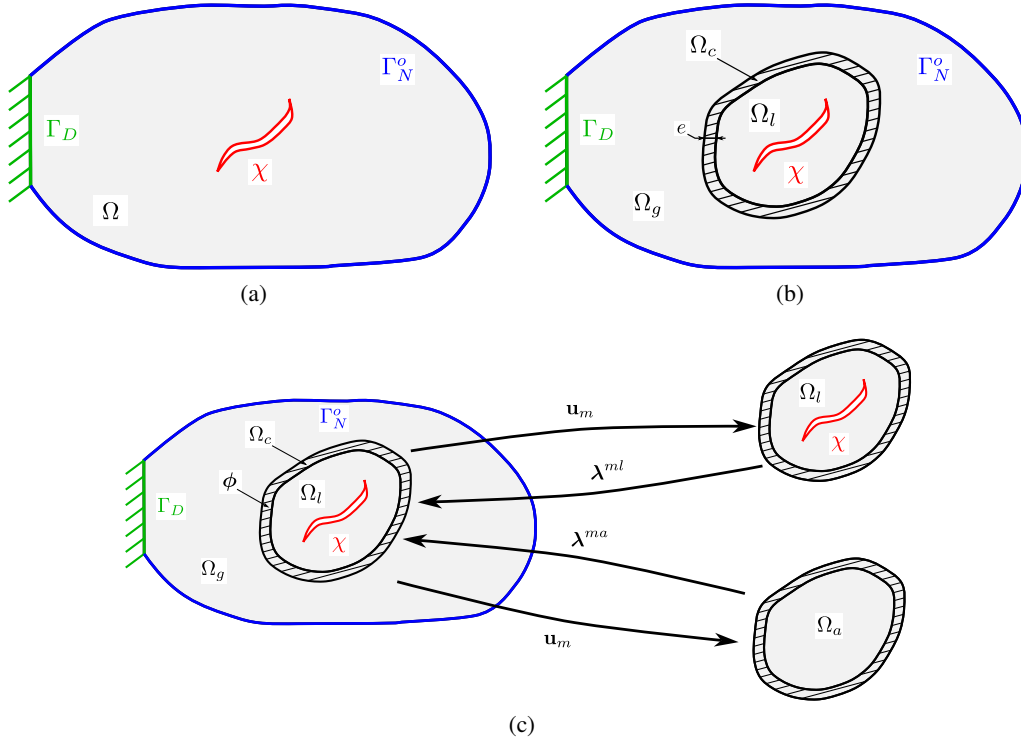 Γ_N^o
Γ_D
χ
Ω
(a)
Ω_c
Γ_N^o
Ω_l
Γ_D
e
χ
Ω_g
(b)
Γ_N^o
u_m
Ω_l
Ω_c
χ
λ^{ml}
ϕ
Ω_l
Γ_D
χ
λ^{ma}
Ω_g
Ω_a
u_m
(c)